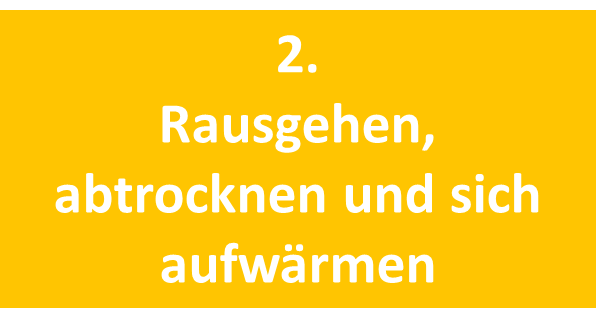 2.
Rausgehen,
abtrocknen und sich
aufwärmen